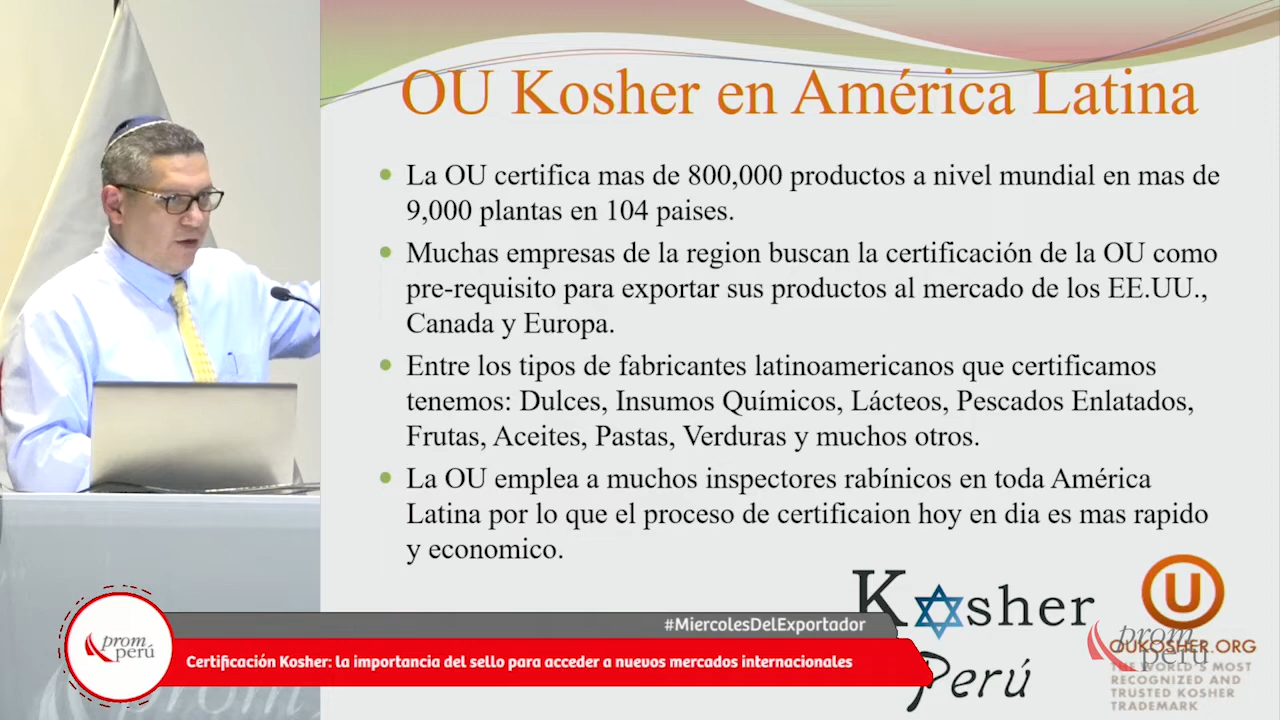 OU Kosher en América Latina
La OU certifica mas de 800,000 productos a nivel mundial en mas de
9,000 plantas en 104 paises.
Muchas empresas de la region buscan la certificación de la OU como
pre-requisito para exportar sus productos al mercado de los EE.UU.,
Canada y Europa.
Entre los tipos de fabricantes latinoamericanos que certificamos
tenemos: Dulces, Insumos Químicos, Lácteos, Pescados Enlatados,
Frutas, Aceites, Pastas, Verduras y muchos otros.
La OU emplea a muchos inspectores rabínicos en toda América
Latina por lo que el proceso de certificaion hoy en dia es mas rapido
y economico.
Kosher
Perú
U
OUKOSHER.ORG
THE WORLD'S MOST
RECOGNIZED AND
TRUSTED KOSHER
TRADEMARK
prom
perú
#MiercolesDelExportador
prom
perú
Certificación Kosher: la importancia del sello para acceder a nuevos mercados internacionales
prom